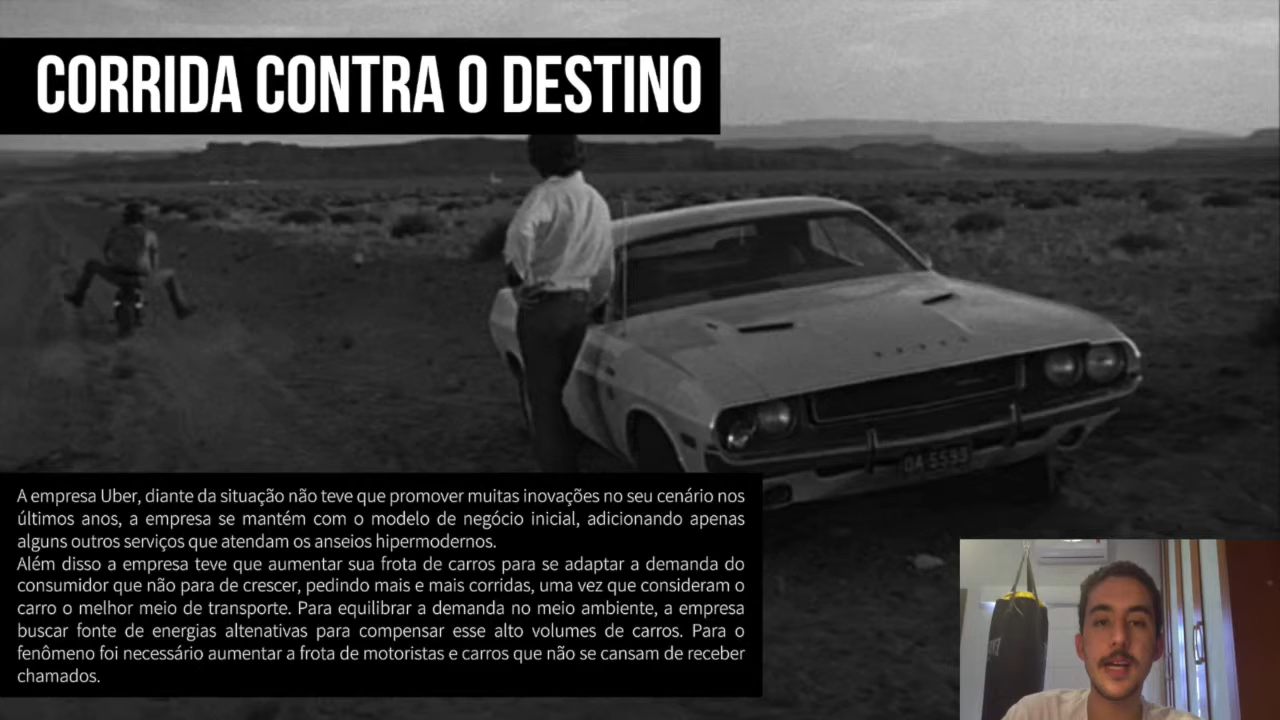 CORRIDA CONTRA O DESTINO
A empresa Uber, diante da situação não teve que promover muitas inovações no seu cenário nos
últimos anos, a empresa se mantém com o modelo de negócio inicial, adicionando apenas
alguns outros serviços que atendam os anseios hipermodernos.
Além disso a empresa teve que aumentar sua frota de carros para se adaptar a demanda do
consumidor que não para de crescer, pedindo mais e mais corridas, uma vez que consideram o
carro o melhor meio de transporte. Para equilibrar a demanda no meio ambiente, a empresa
buscar fonte de energias altenativas para compensar esse alto volumes de carros. Para o
fenômeno foi necessário aumentar a frota de motoristas e carros que não se cansam de receber
chamados.
OA 5599